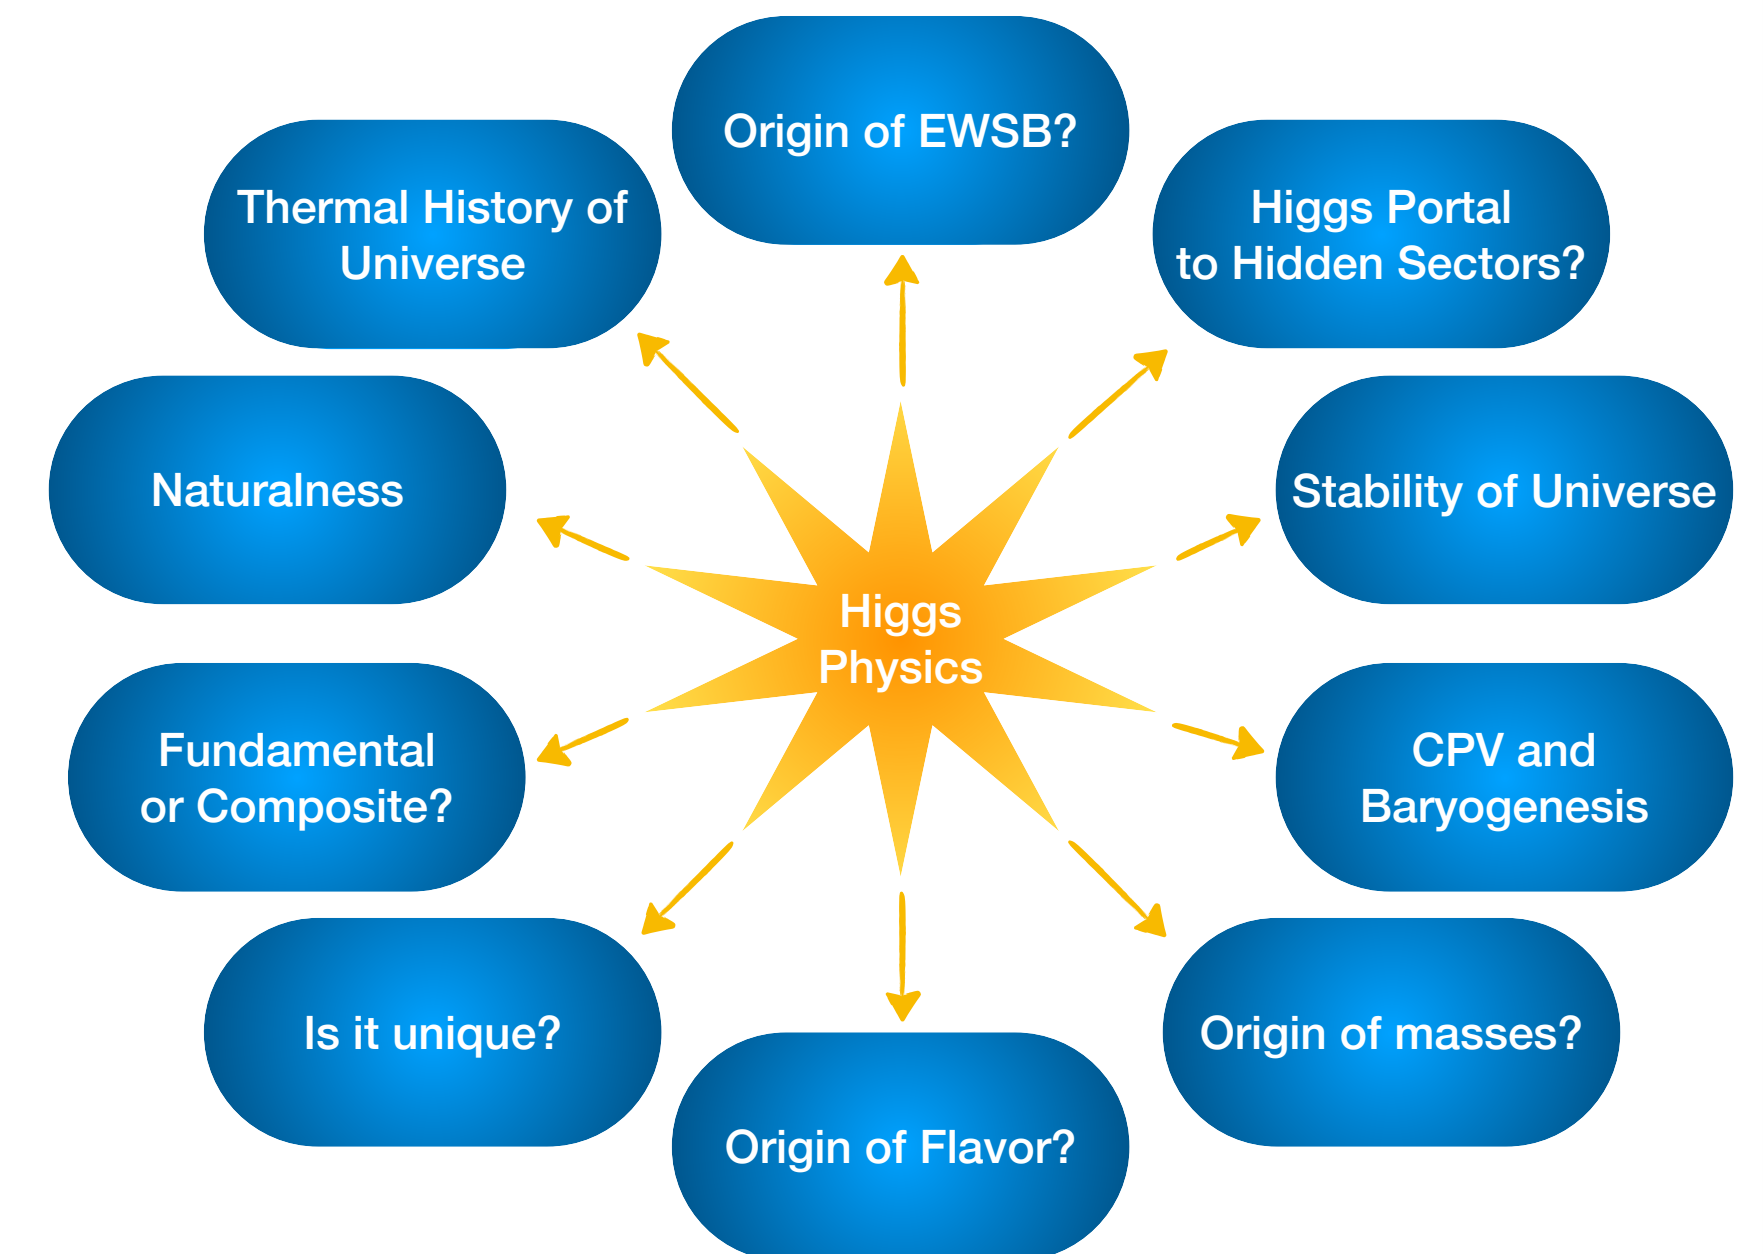 Origin of EWSB?
Thermal History of
Universe
Higgs Portal
to Hidden Sectors?
Naturalness
Stability of Universe
Higgs
Physics
Fundamental
or Composite?
CPV and
Baryogenesis
Is it unique?
Origin of masses?
Origin of Flavor?